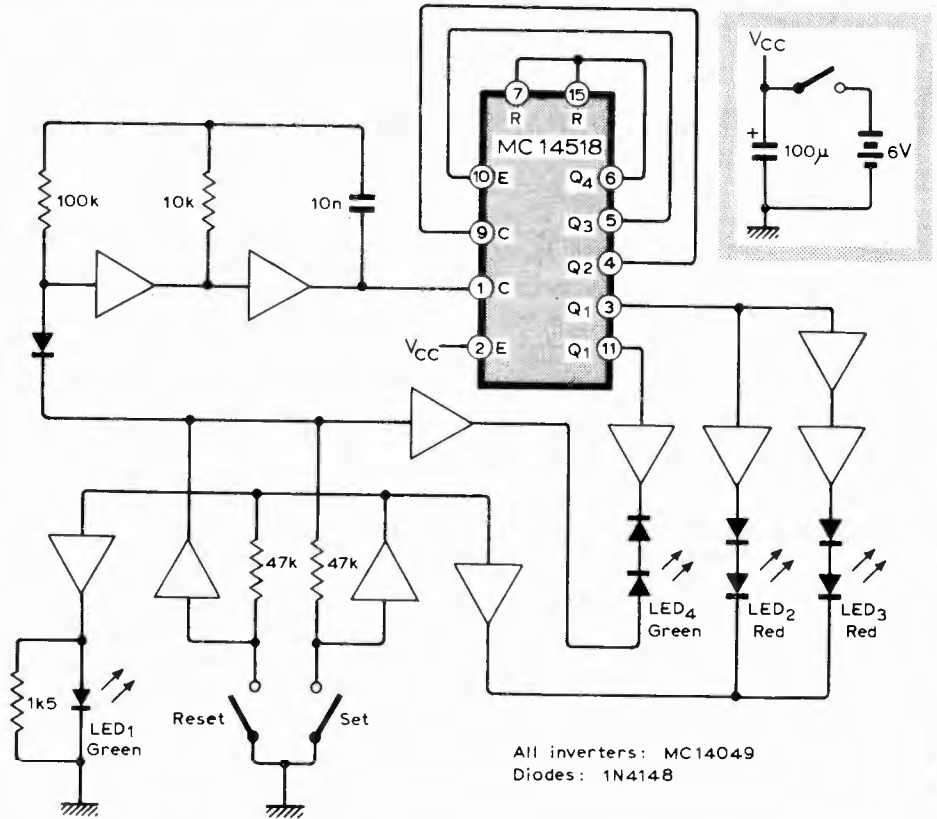 VCC
7
15
R
R
MC 14518
+
100µ
6V
100k
10k
10n
10
E
Q4
6
Q3
5
9
C
Q2
4
1
C
Q1
3
VCC
2
E
Q1
11
47k
47k
LED4
Green
LED2
Red
LED3
Red
1k5
LED1
Green
Reset
Set
All inverters: MC14049
Diodes: 1N4148